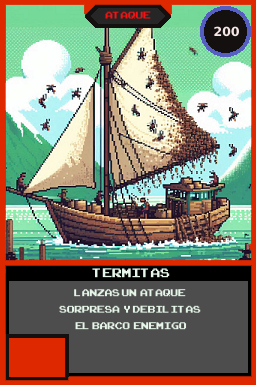 ATAQUE
200
TERMITAS
LANZAS UN ATAQUE
SORPRESA Y DEBILITAS
EL BARCO ENEMIGO